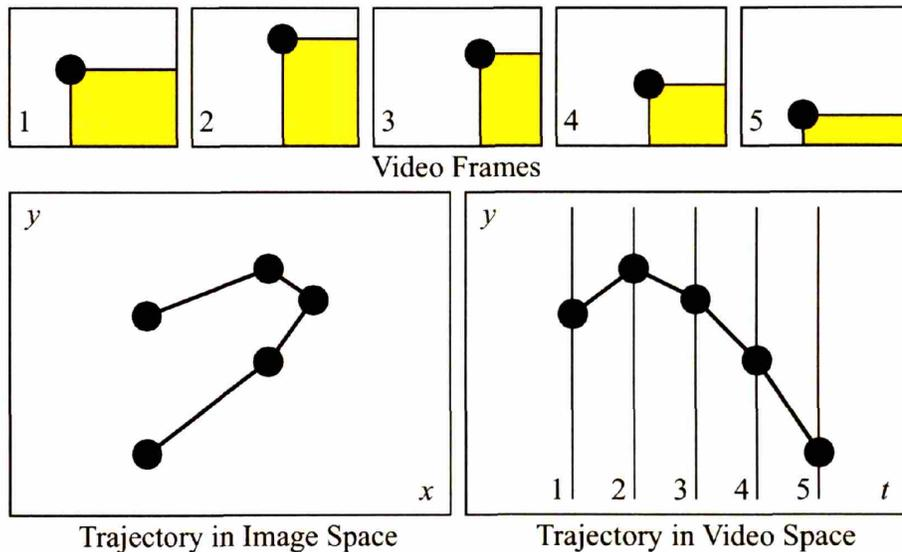 1 2 3 4 5
Video Frames
y
x
Trajectory in Image Space
y
1 2 3 4 5 t
Trajectory in Video Space